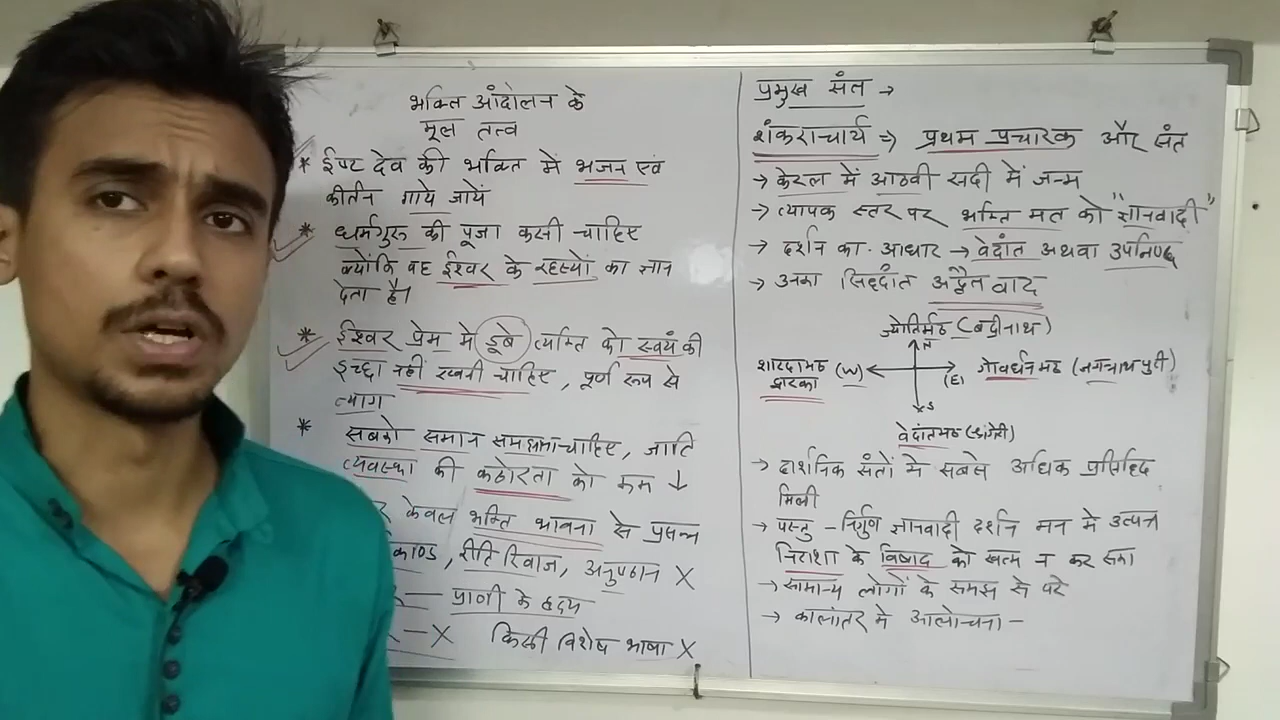 भक्ति आंदोलन के
मूल तत्व
* ईष्ट देव की भक्ति में भजन एवं
कीर्तन गाये जायें
* धर्मगुरु की पूजा करनी चाहिए
क्योंकि वह ईश्वर के रहस्यों का ज्ञान
देता है।
* ईश्वर प्रेम में डूबे व्यक्ति को स्वयं की
इच्छा नहीं रखनी चाहिए, पूर्ण रूप से
त्याग
* सबको समान समझना चाहिए, जाति
व्यवस्था की कठोरता को कम ↓
केवल भक्ति भावना से प्रसन्न
काण्ड, रीति रिवाज, अनुष्ठान X
— प्राणी के हृदय
— X किसी विशेष भाषा X
प्रमुख संत →
शंकराचार्य ⇒ प्रथम प्रचारक और संत
→ केरल में आठवी सदी में जन्म
→ व्यापक स्तर पर भक्ति मत को "ज्ञानवादी"
→ दर्शन का आधार → वेदांत अथवा उपनिषद
→ उनका सिद्दांत अद्वैतवाद
ज्योतिर्मठ (बद्रीनाथ)
N
शारदामठ (W) (E) गोवर्धनमठ (जगन्नाथ पुरी)
द्वारका
S
वेदांतमठ (श्रंगेरी)
→ दार्शनिक संतों में सबसे अधिक प्रसिद्दि
मिली
→ परन्तु - निर्गुण ज्ञानवादी दर्शन मन में उत्पन्न
निराशा के विषाद को खत्म न कर सका
→ सामान्य लोगों के समझ से परे
→ कालांतर में आलोचना -